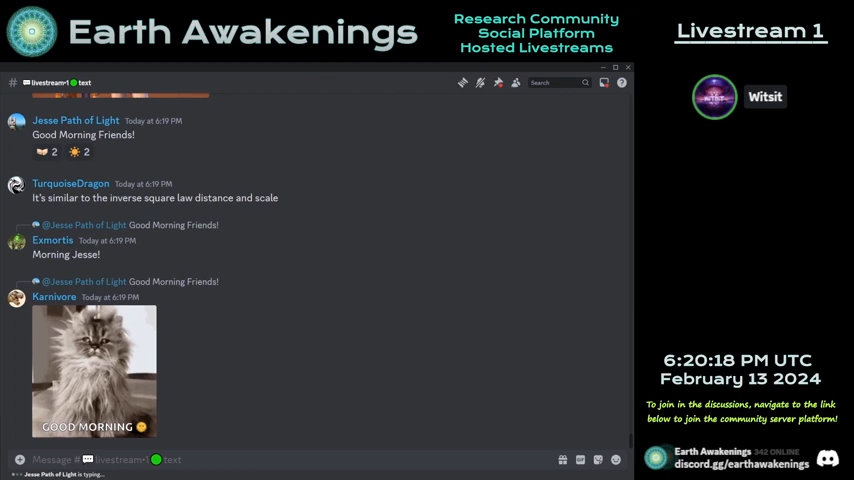 Earth Awakenings
Research Community
Social Platform
Hosted Livestreams
Livestream 1
# livestream•1 text
Search
Witsit
Jesse Path of Light Today at 6:19 PM
Good Morning Friends!
2 2
TurquoiseDragon Today at 6:19 PM
It's similar to the inverse square law distance and scale
@Jesse Path of Light Good Morning Friends!
Exmortis Today at 6:19 PM
Morning Jesse!
@Jesse Path of Light Good Morning Friends!
Karnivore Today at 6:19 PM
GOOD MORNING
Message # livestream•1 text
GIF
Jesse Path of Light is typing...
6:20:18 PM UTC
February 13 2024
To join in the discussions, navigate to the link
below to join the community server platform!
Earth Awakenings 342 ONLINE
discord.gg/earthawakenings